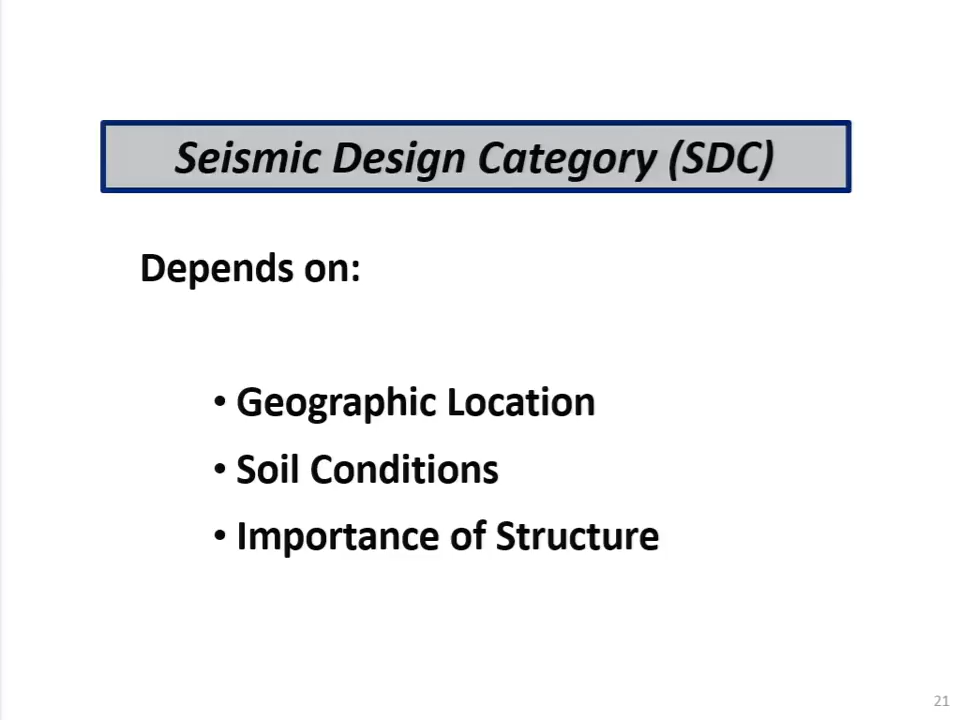 Seismic Design Category (SDC)
Depends on:
• Geographic Location
• Soil Conditions
• Importance of Structure
21